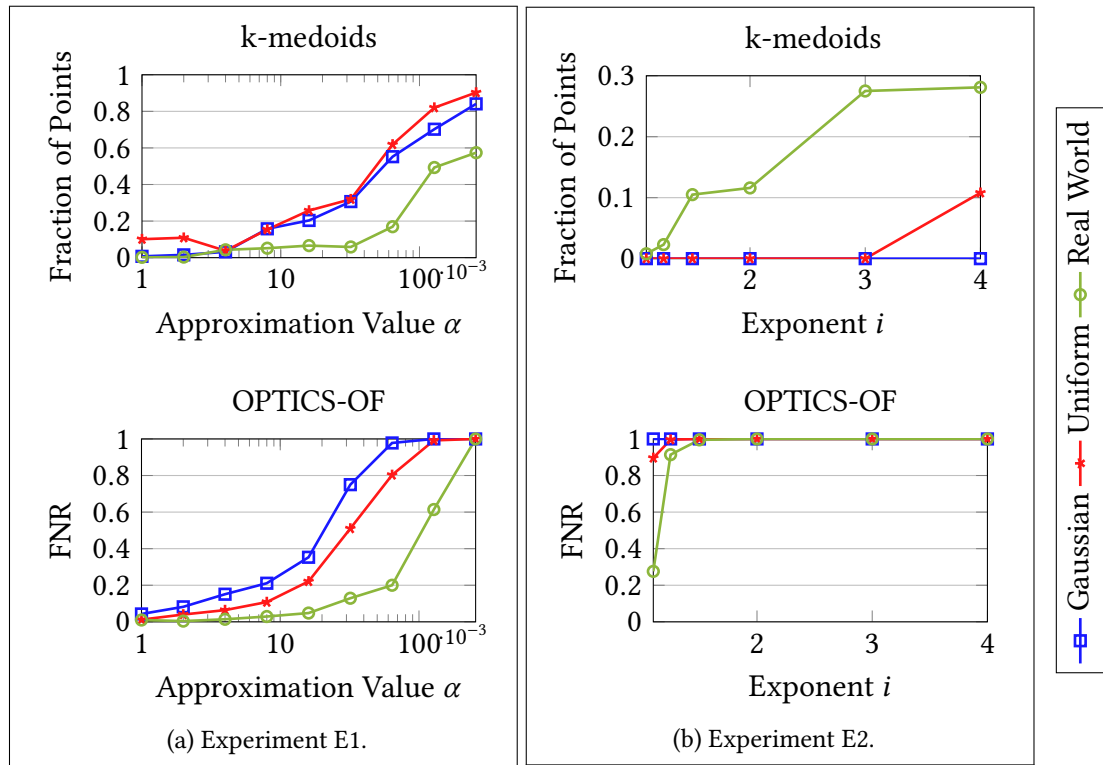 k-medoids
Fraction of Points
1
0.8
0.6
0.4
0.2
0
1 10 100 ·10⁻³
Approximation Value α
OPTICS-OF
FNR
1
0.8
0.6
0.4
0.2
0
1 10 100 ·10⁻³
Approximation Value α
(a) Experiment E1.
k-medoids
Fraction of Points
0.3
0.2
0.1
0
2 3 4
Exponent i
OPTICS-OF
FNR
1
0.8
0.6
0.4
0.2
0
2 3 4
Exponent i
(b) Experiment E2.
Gaussian Uniform Real World